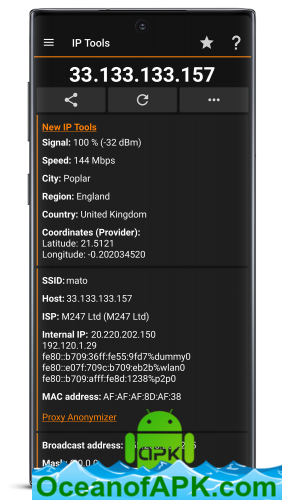 IP Tools
33.133.133.157
New IP Tools
Signal: 100 % (-32 dBm)
Speed: 144 Mbps
City: Poplar
Region: England
Country: United Kingdom
Coordinates (Provider):
Latitude: 21.5121
Longitude: -0.202034520
SSID: mato
Host: 33.133.133.157
ISP: M247 Ltd (M247 Ltd)
Internal IP: 20.220.202.150
192.120.1.29
fe80::b709:36ff:fe55:9fd7%dummy0
fe80::e07f:709c:b709:eb2b%wlan0
fe80::b709:afff:fe8d:1238%p2p0
MAC address: AF:AF:AF:8D:AF:38
Proxy Anonymizer
Broadcast address:
apk
OceanofAPK.com